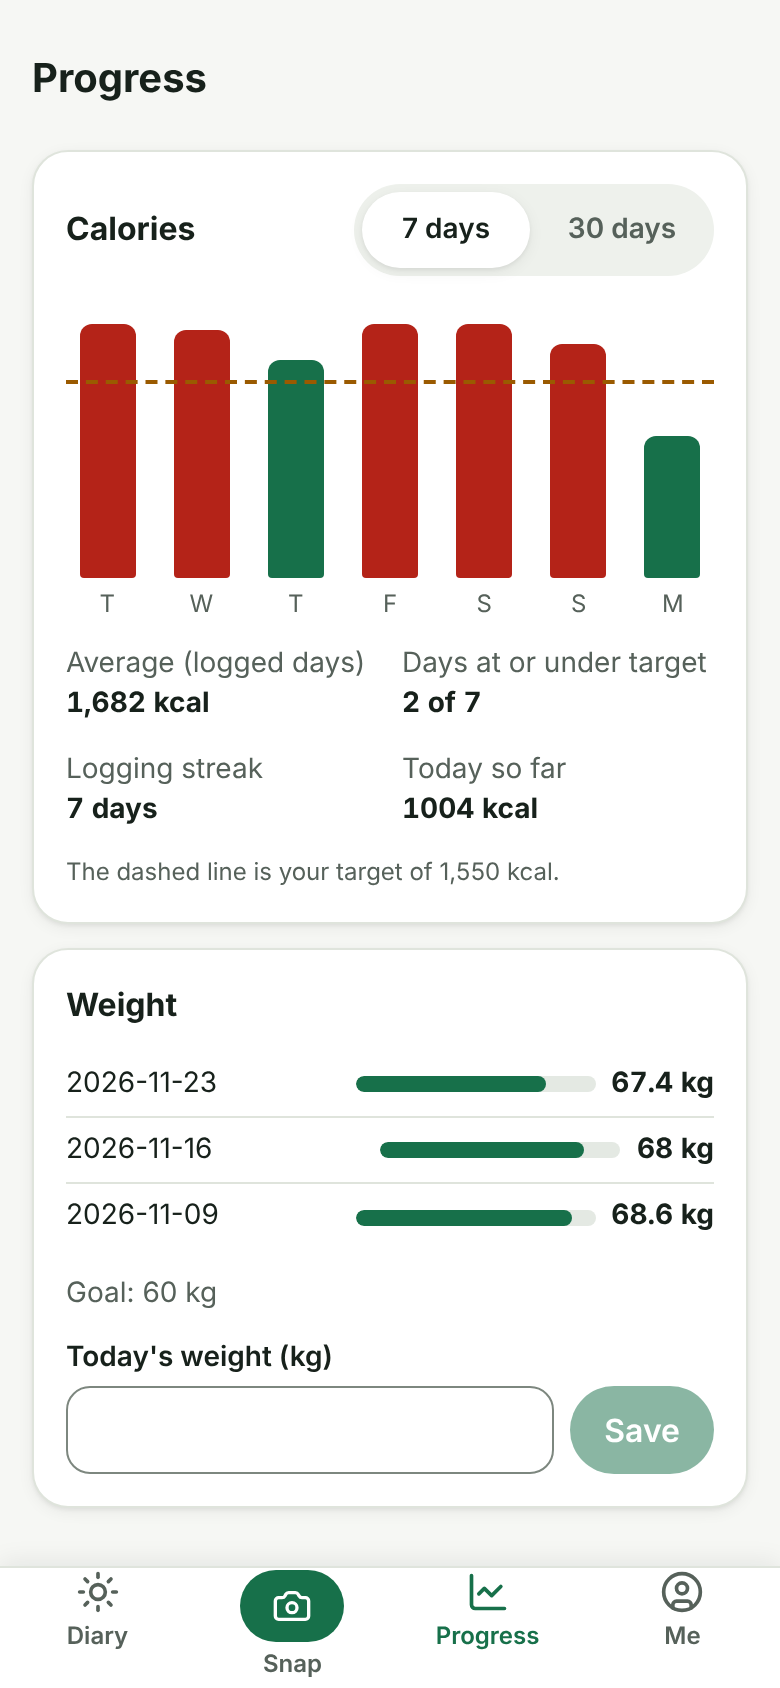 Progress
Calories
7 days
30 days
T W T F S S M
Average (logged days)
1,682 kcal
Days at or under target
2 of 7
Logging streak
7 days
Today so far
1004 kcal
The dashed line is your target of 1,550 kcal.
Weight
2026-11-23 67.4 kg
2026-11-16 68 kg
2026-11-09 68.6 kg
Goal: 60 kg
Today's weight (kg)
Save
Diary
Snap
Progress
Me